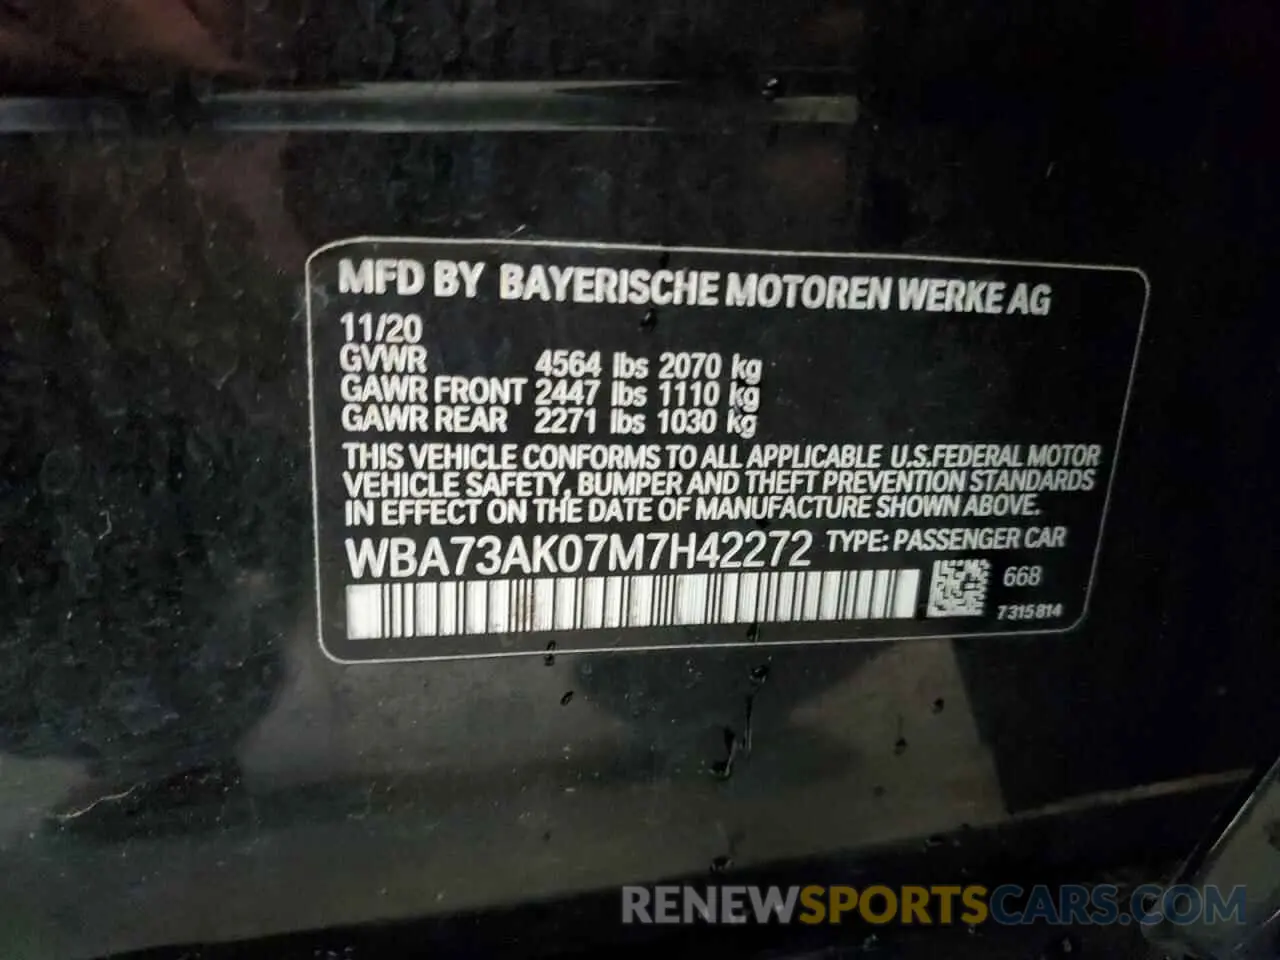 MFD BY BAYERISCHE MOTOREN WERKE AG
11/20
GVWR 4564 lbs 2070 kg
GAWR FRONT 2447 lbs 1110 kg
GAWR REAR 2271 lbs 1030 kg
THIS VEHICLE CONFORMS TO ALL APPLICABLE U.S.FEDERAL MOTOR
VEHICLE SAFETY, BUMPER AND THEFT PREVENTION STANDARDS
IN EFFECT ON THE DATE OF MANUFACTURE SHOWN ABOVE.
WBA73AK07M7H42272 TYPE: PASSENGER CAR
668
7315814
RENEWSPORTSCARS.COM